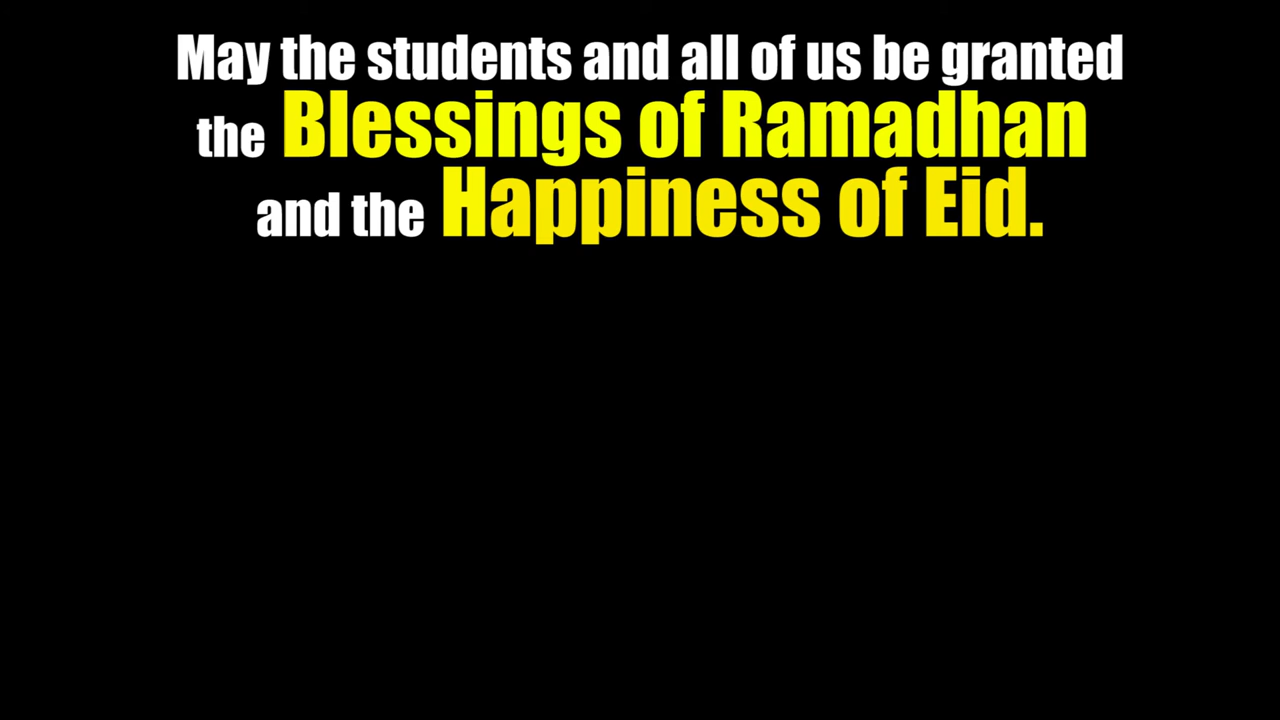 May the students and all of us be granted
the Blessings of Ramadhan
and the Happiness of Eid.